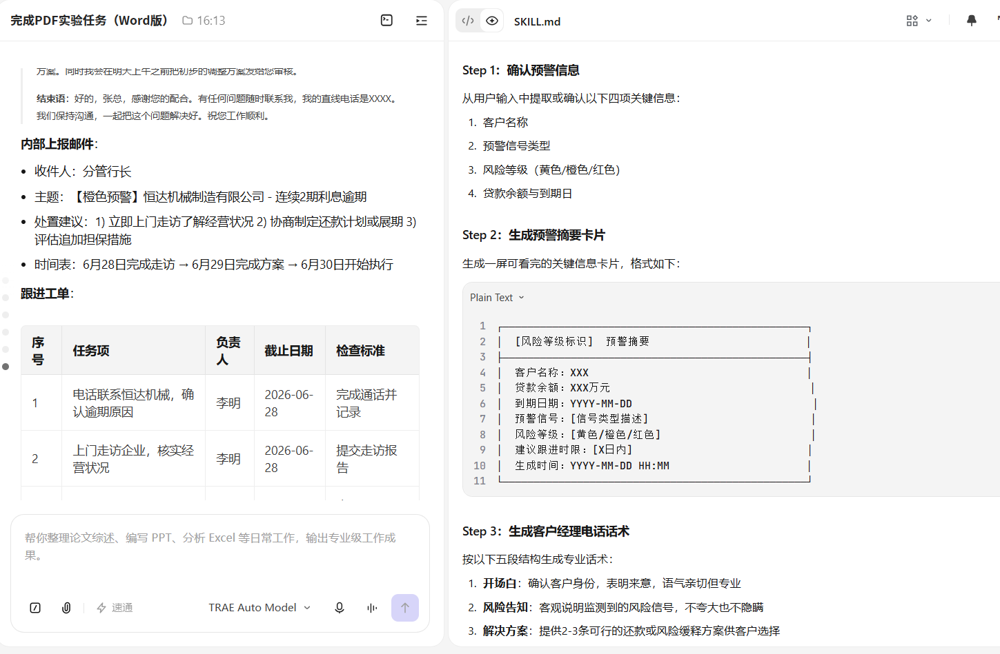 完成PDF实验任务（Word版） 16:13
方案。同时我会在明天上午之前把初步的调整方案发给您审核。
结束语：好的，张总，感谢您的配合。有任何问题随时联系我，我的直线电话是XXXX。
我们保持沟通，一起把这个问题解决好。祝您工作顺利。
内部上报邮件：
• 收件人：分管行长
• 主题：【橙色预警】恒达机械制造有限公司 - 连续2期利息逾期
• 处置建议：1) 立即上门走访了解经营状况 2) 协商制定还款计划或展期 3)
评估追加担保措施
• 时间表：6月28日完成走访 → 6月29日完成方案 → 6月30日开始执行
跟进工单：
序号 任务项 负责人 截止日期 检查标准
1 电话联系恒达机械，确认逾期原因 李明 2026-06-28 完成通话并记录
2 上门走访企业，核实经营状况 李明 2026-06-28 提交走访报告
帮你整理论文综述、编写 PPT、分析 Excel 等日常工作，输出专业级工作成
果。
速通 TRAE Auto Model
SKILL.md
Step 1：确认预警信息
从用户输入中提取或确认以下四项关键信息：
1. 客户名称
2. 预警信号类型
3. 风险等级（黄色/橙色/红色）
4. 贷款余额与到期日
Step 2：生成预警摘要卡片
生成一屏可看完的关键信息卡片，格式如下：
Plain Text
1
2 [风险等级标识] 预警摘要
3
4 客户名称：XXX
5 贷款余额：XXX万元
6 到期日期：YYYY-MM-DD
7 预警信号：[信号类型描述]
8 风险等级：[黄色/橙色/红色]
9 建议跟进时限：[X日内]
10 生成时间：YYYY-MM-DD HH:MM
11
Step 3：生成客户经理电话话术
按以下五段结构生成专业话术：
1. 开场白：确认客户身份，表明来意，语气亲切但专业
2. 风险告知：客观说明监测到的风险信号，不夸大也不隐瞒
3. 解决方案：提供2-3条可行的还款或风险缓释方案供客户选择